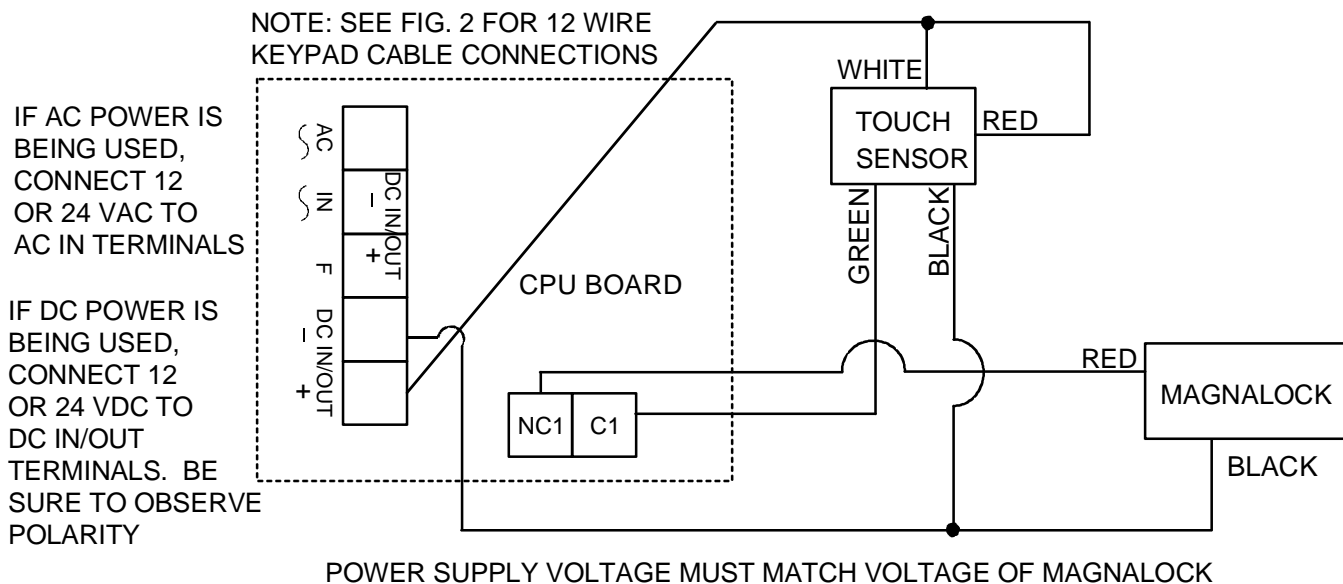 NOTE: SEE FIG. 2 FOR 12 WIRE
KEYPAD CABLE CONNECTIONS
IF AC POWER IS
BEING USED,
CONNECT 12
OR 24 VAC TO
AC IN TERMINALS
IF DC POWER IS
BEING USED,
CONNECT 12
OR 24 VDC TO
DC IN/OUT
TERMINALS. BE
SURE TO OBSERVE
POLARITY
AC
IN
F
DC IN/OUT
- +
DC IN/OUT
- +
CPU BOARD
NC1
C1
WHITE
TOUCH
SENSOR
RED
GREEN
BLACK
RED
MAGNALOCK
BLACK
POWER SUPPLY VOLTAGE MUST MATCH VOLTAGE OF MAGNALOCK